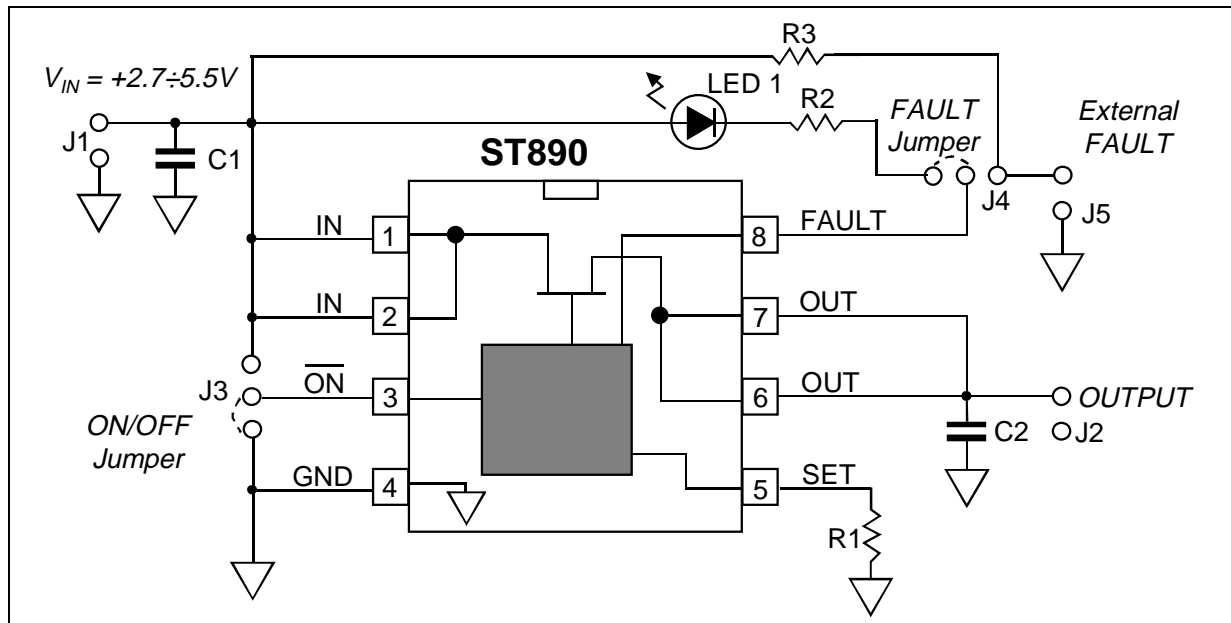 R3
V_IN = +2.7÷5.5V
LED 1
R2
FAULT
Jumper
External
FAULT
J1
C1
ST890
J4
J5
IN
1
8
FAULT
IN
2
7
OUT
J3
O̅N̅
3
6
OUT
OUTPUT
ON/OFF
Jumper
C2
J2
GND
4
5
SET
R1